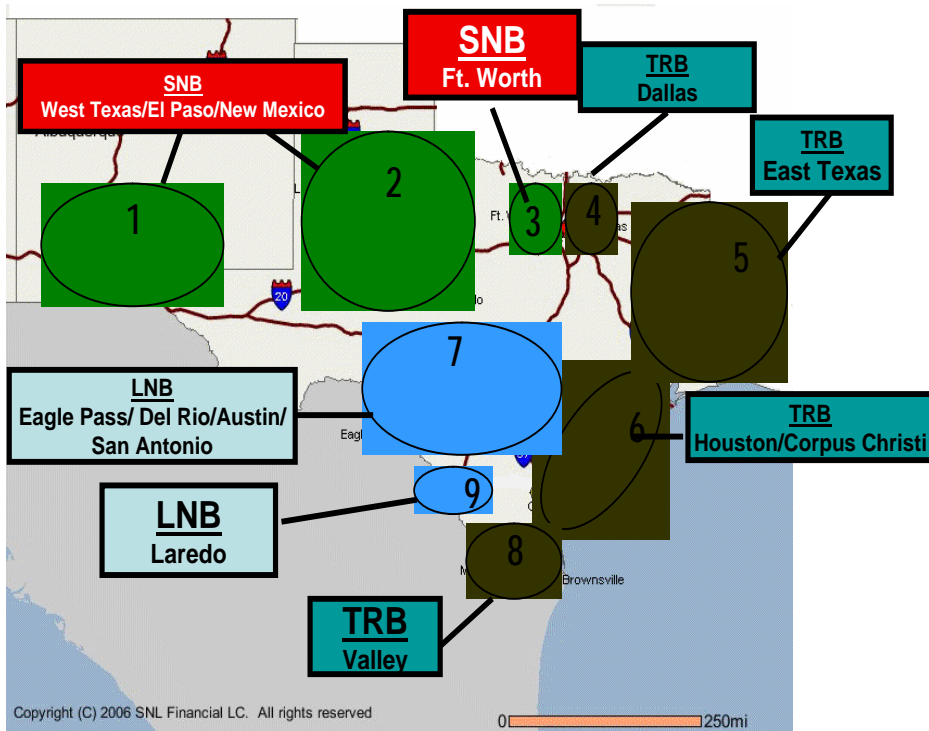 SNB
Ft. Worth
TRB
Dallas
SNB
West Texas/El Paso/New Mexico
TRB
East Texas
1
2
3
4
5
20
7
LNB
Eagle Pass/ Del Rio/Austin/
San Antonio
6
TRB
Houston/Corpus Christi
9
LNB
Laredo
8
Brownsville
TRB
Valley
Copyright (C) 2006 SNL Financial LC. All rights reserved
0
250mi